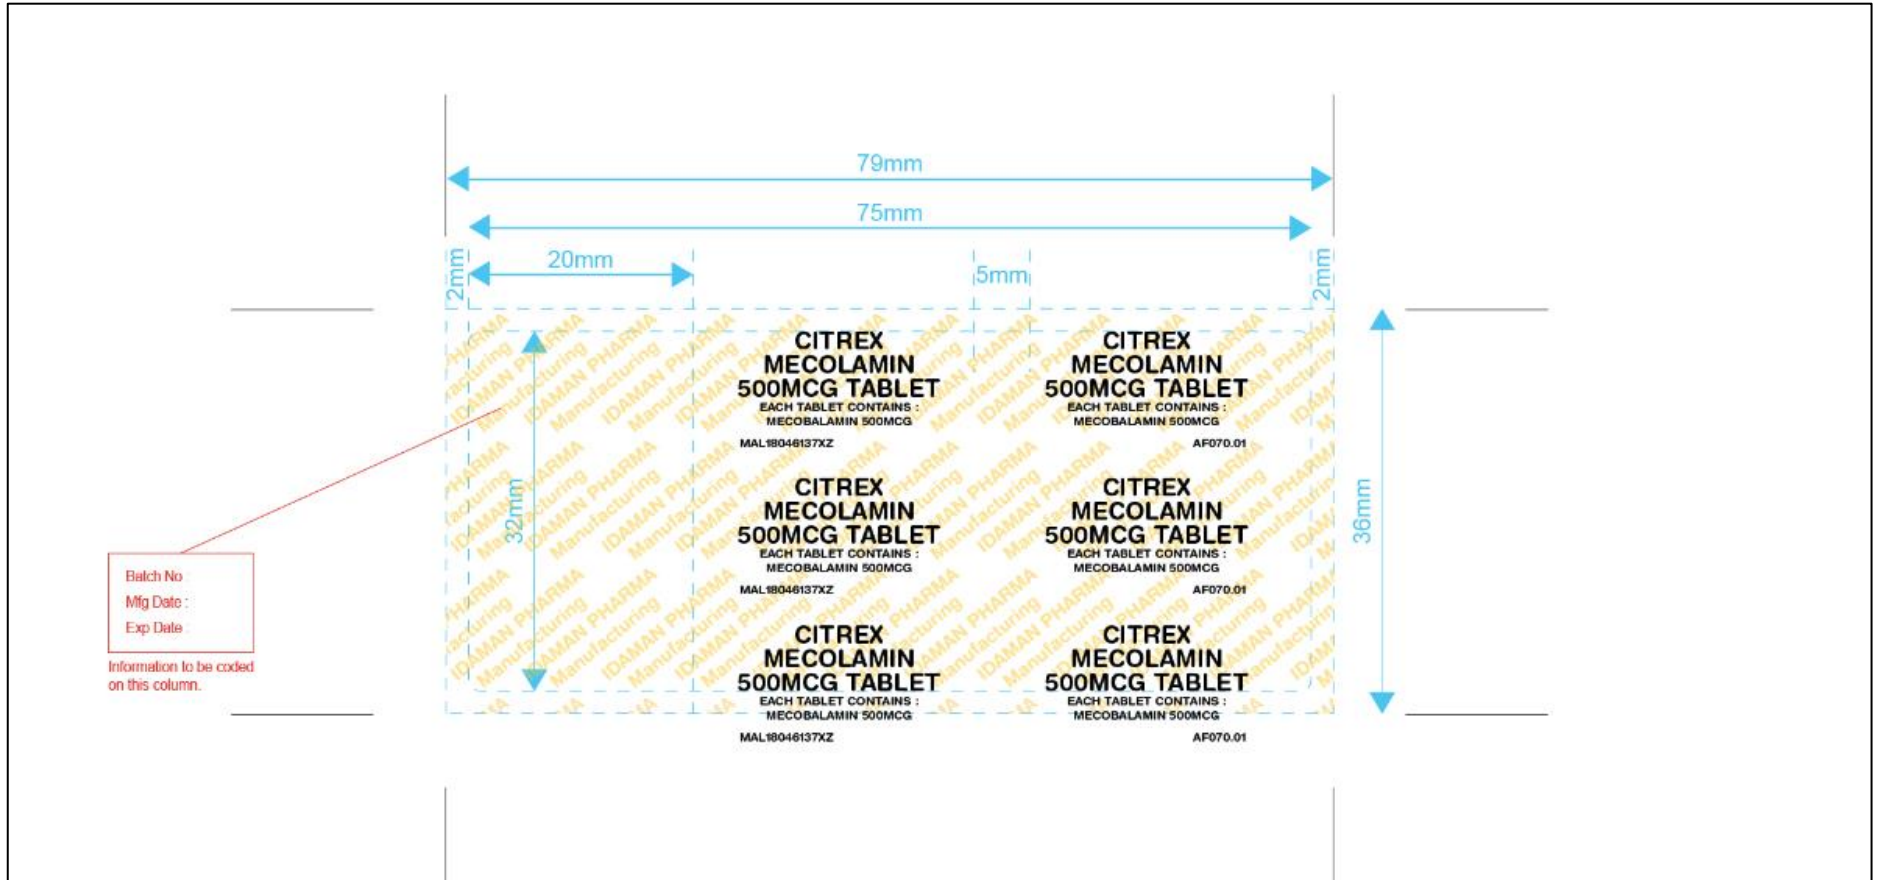 79mm
75mm
2mm
20mm
5mm
2mm
CITREX
MECOLAMIN
500MCG TABLET
EACH TABLET CONTAINS :
MECOBALAMIN 500MCG
MAL18046137XZ
CITREX
MECOLAMIN
500MCG TABLET
EACH TABLET CONTAINS :
MECOBALAMIN 500MCG
AF070.01
32mm
36mm
CITREX
MECOLAMIN
500MCG TABLET
EACH TABLET CONTAINS :
MECOBALAMIN 500MCG
MAL18046137XZ
CITREX
MECOLAMIN
500MCG TABLET
EACH TABLET CONTAINS :
MECOBALAMIN 500MCG
AF070.01
CITREX
MECOLAMIN
500MCG TABLET
EACH TABLET CONTAINS :
MECOBALAMIN 500MCG
MAL18046137XZ
CITREX
MECOLAMIN
500MCG TABLET
EACH TABLET CONTAINS :
MECOBALAMIN 500MCG
AF070.01
IDAMAN PHARMA
Manufacturing
Batch No :
Mfg Date :
Exp Date :
Information to be coded
on this column.